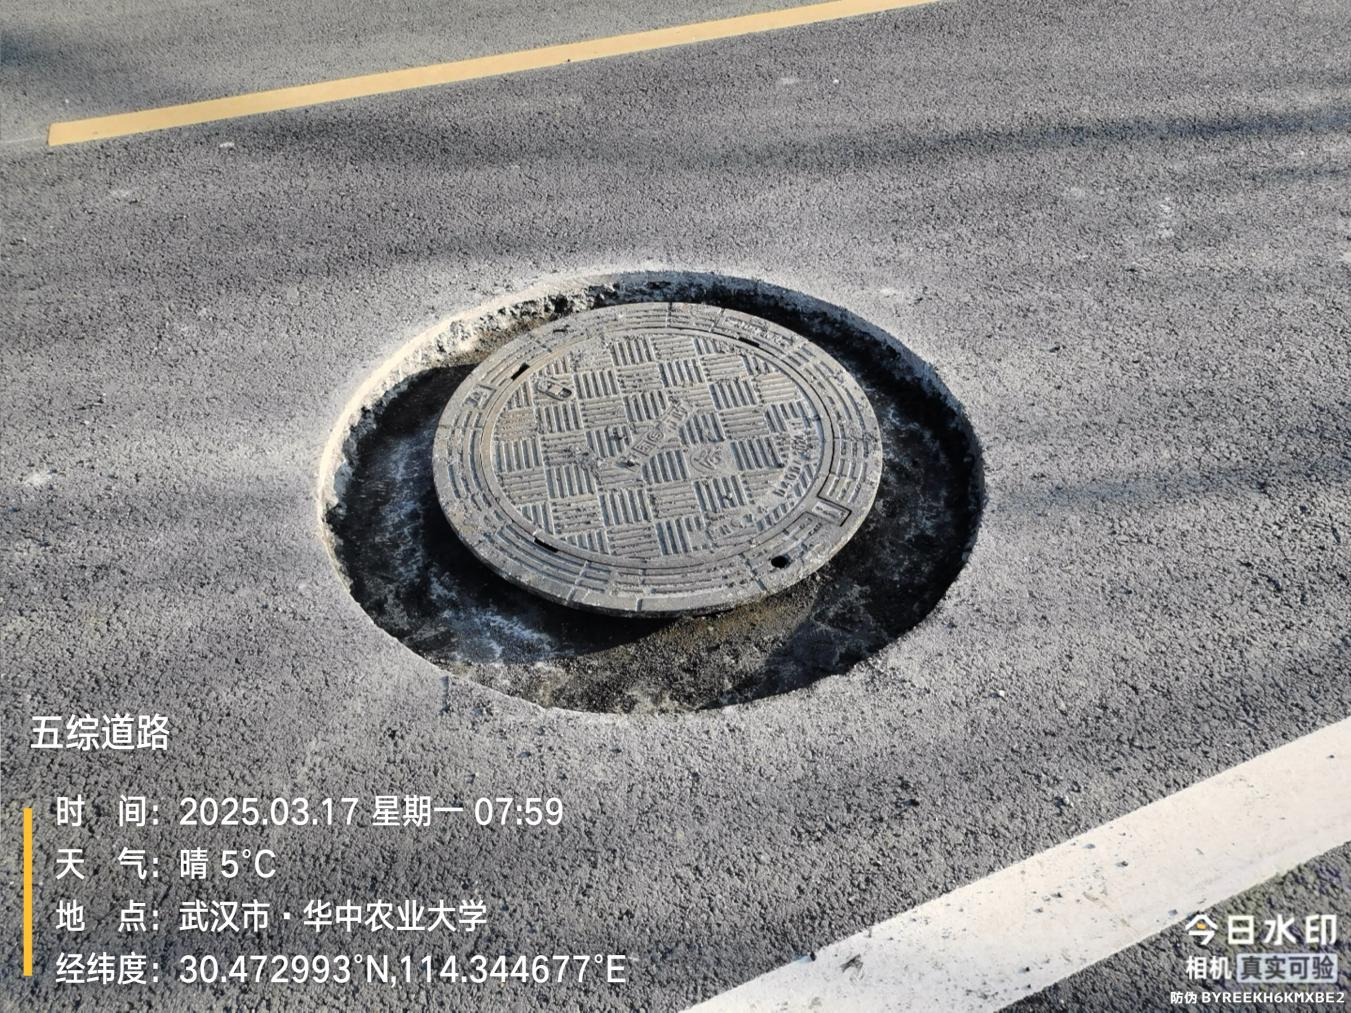 五综道路
时　间：2025.03.17 星期一 07:59
天　气：晴 5°C
地　点：武汉市·华中农业大学
经纬度：30.472993°N,114.344677°E
今日水印
相机 真实可验
防伪 BYREEKH6KMXBE2